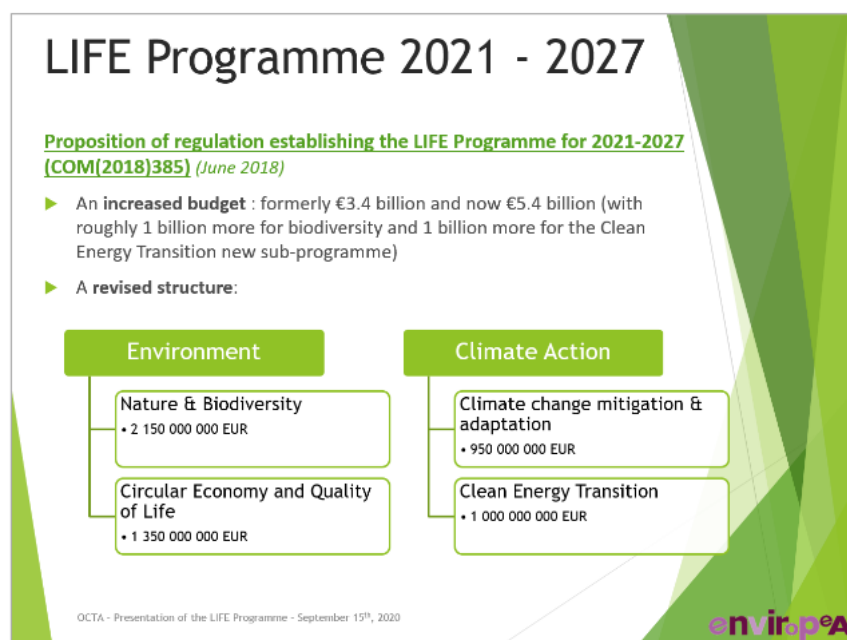 LIFE Programme 2021 - 2027
Proposition of regulation establishing the LIFE Programme for 2021-2027
(COM(2018)385) (June 2018)
▶ An increased budget : formerly €3.4 billion and now €5.4 billion (with
roughly 1 billion more for biodiversity and 1 billion more for the Clean
Energy Transition new sub-programme)
▶ A revised structure:
Environment
Nature & Biodiversity
• 2 150 000 000 EUR
Circular Economy and Quality
of Life
• 1 350 000 000 EUR
Climate Action
Climate change mitigation &
adaptation
• 950 000 000 EUR
Clean Energy Transition
• 1 000 000 000 EUR
OCTA - Presentation of the LIFE Programme - September 15th, 2020
enviropeA